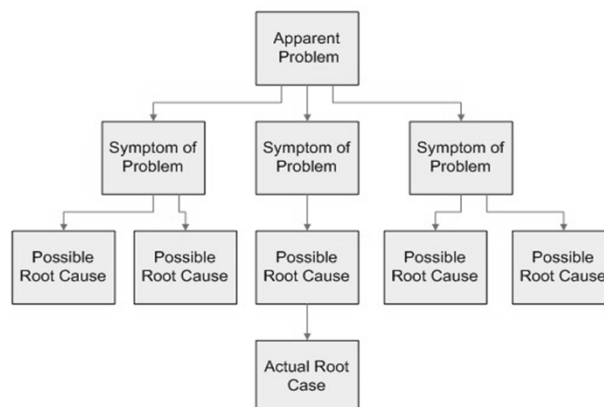 Apparent
Problem
Symptom of
Problem
Symptom of
Problem
Symptom of
Problem
Possible
Root Cause
Possible
Root Cause
Possible
Root Cause
Possible
Root Cause
Possible
Root Cause
Actual Root
Case